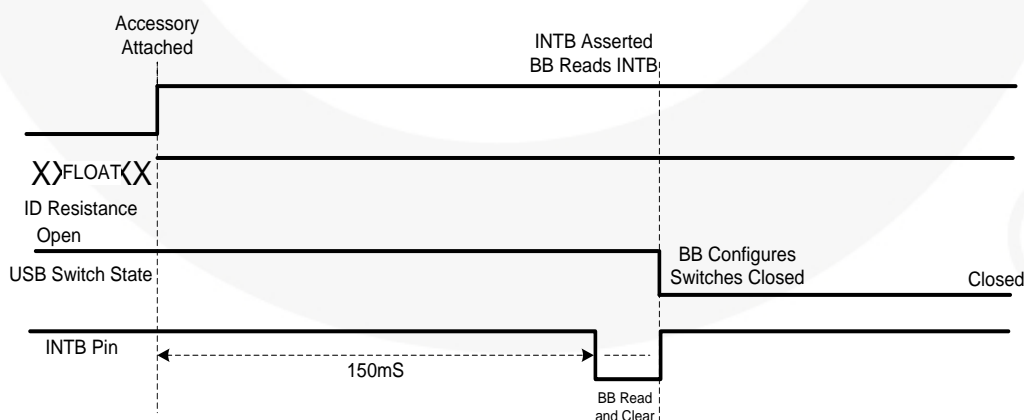 Accessory
Attached
INTB Asserted
BB Reads INTB
X FLOAT X
ID Resistance
Open
USB Switch State
BB Configures
Switches Closed
Closed
INTB Pin
150mS
BB Read
and Clear